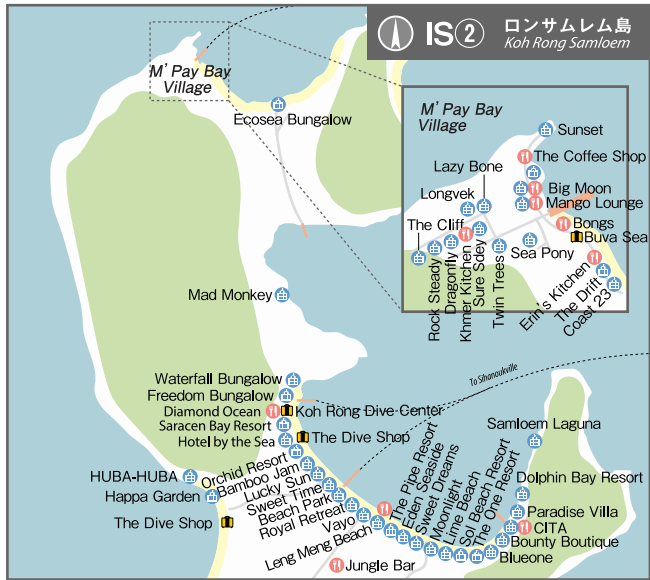 IS②
ロンサムレム島
Koh Rong Samloem
M' Pay Bay
Village
Ecosea Bungalow
M' Pay Bay
Village
Sunset
The Coffee Shop
Lazy Bone
Big Moon
Longvek
Mango Lounge
The Cliff
Bongs
Buva Sea
Sea Pony
Rock Steady
Dragonfly
Khmer Kitchen
Sure Sdey
Twin Trees
Erin's Kitchen
The Drift
Coast 23
Mad Monkey
To Sihanoukville
Waterfall Bungalow
Freedom Bungalow
Diamond Ocean
Koh Rong Dive Center
Saracen Bay Resort
Hotel by the Sea
The Dive Shop
Samloem Laguna
HUBA-HUBA
Happa Garden
The Dive Shop
Orchid Resort
Bamboo Jam
Lucky Sun
Sweet Time
Beach Park
Royal Retreat
Vayo
Leng Meng Beach
The Pipe Resort
Eden Seaside
Sweet Dreams
Moonlight
Lime Beach
Sol Beach Resort
The One Resort
Dolphin Bay Resort
Paradise Villa
CITA
Bounty Boutique
Blueone
Jungle Bar